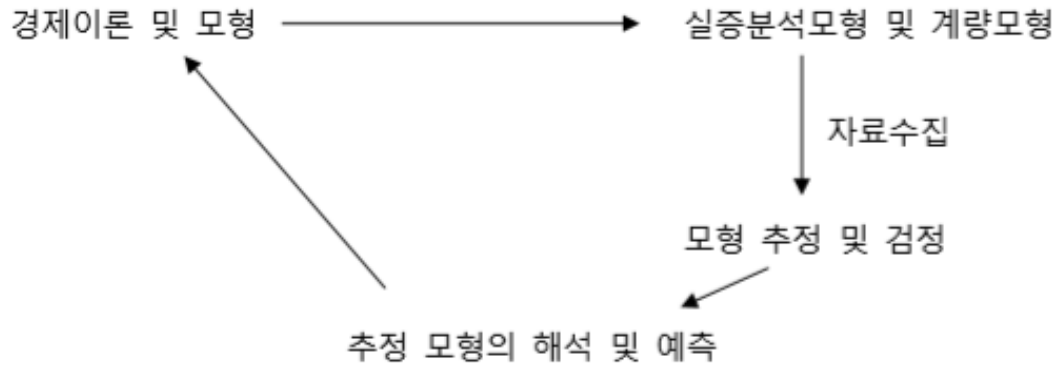 경제이론 및 모형
실증분석모형 및 계량모형
자료수집
모형 추정 및 검정
추정 모형의 해석 및 예측